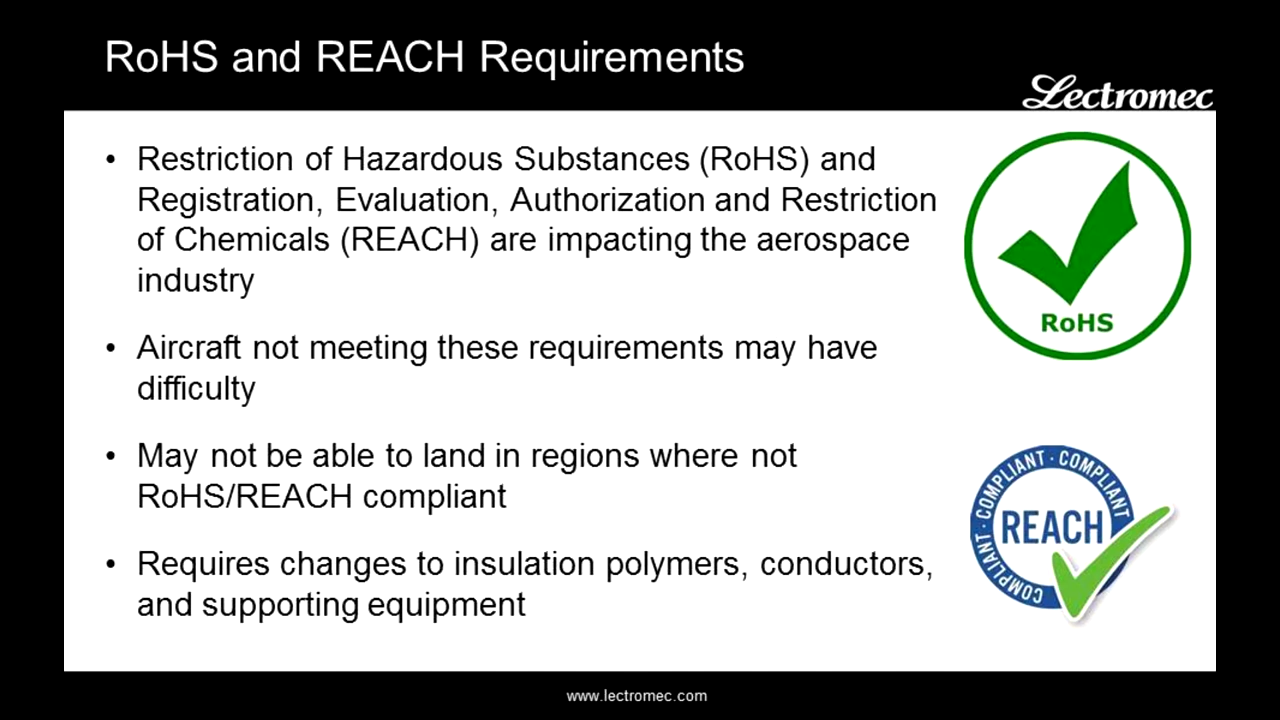 RoHS and REACH Requirements
Lectromec
• Restriction of Hazardous Substances (RoHS) and
Registration, Evaluation, Authorization and Restriction
of Chemicals (REACH) are impacting the aerospace
industry
• Aircraft not meeting these requirements may have
difficulty
• May not be able to land in regions where not
RoHS/REACH compliant
• Requires changes to insulation polymers, conductors,
and supporting equipment
RoHS
COMPLIANT · COMPLIANT · COMPLIANT
REACH
www.lectromec.com